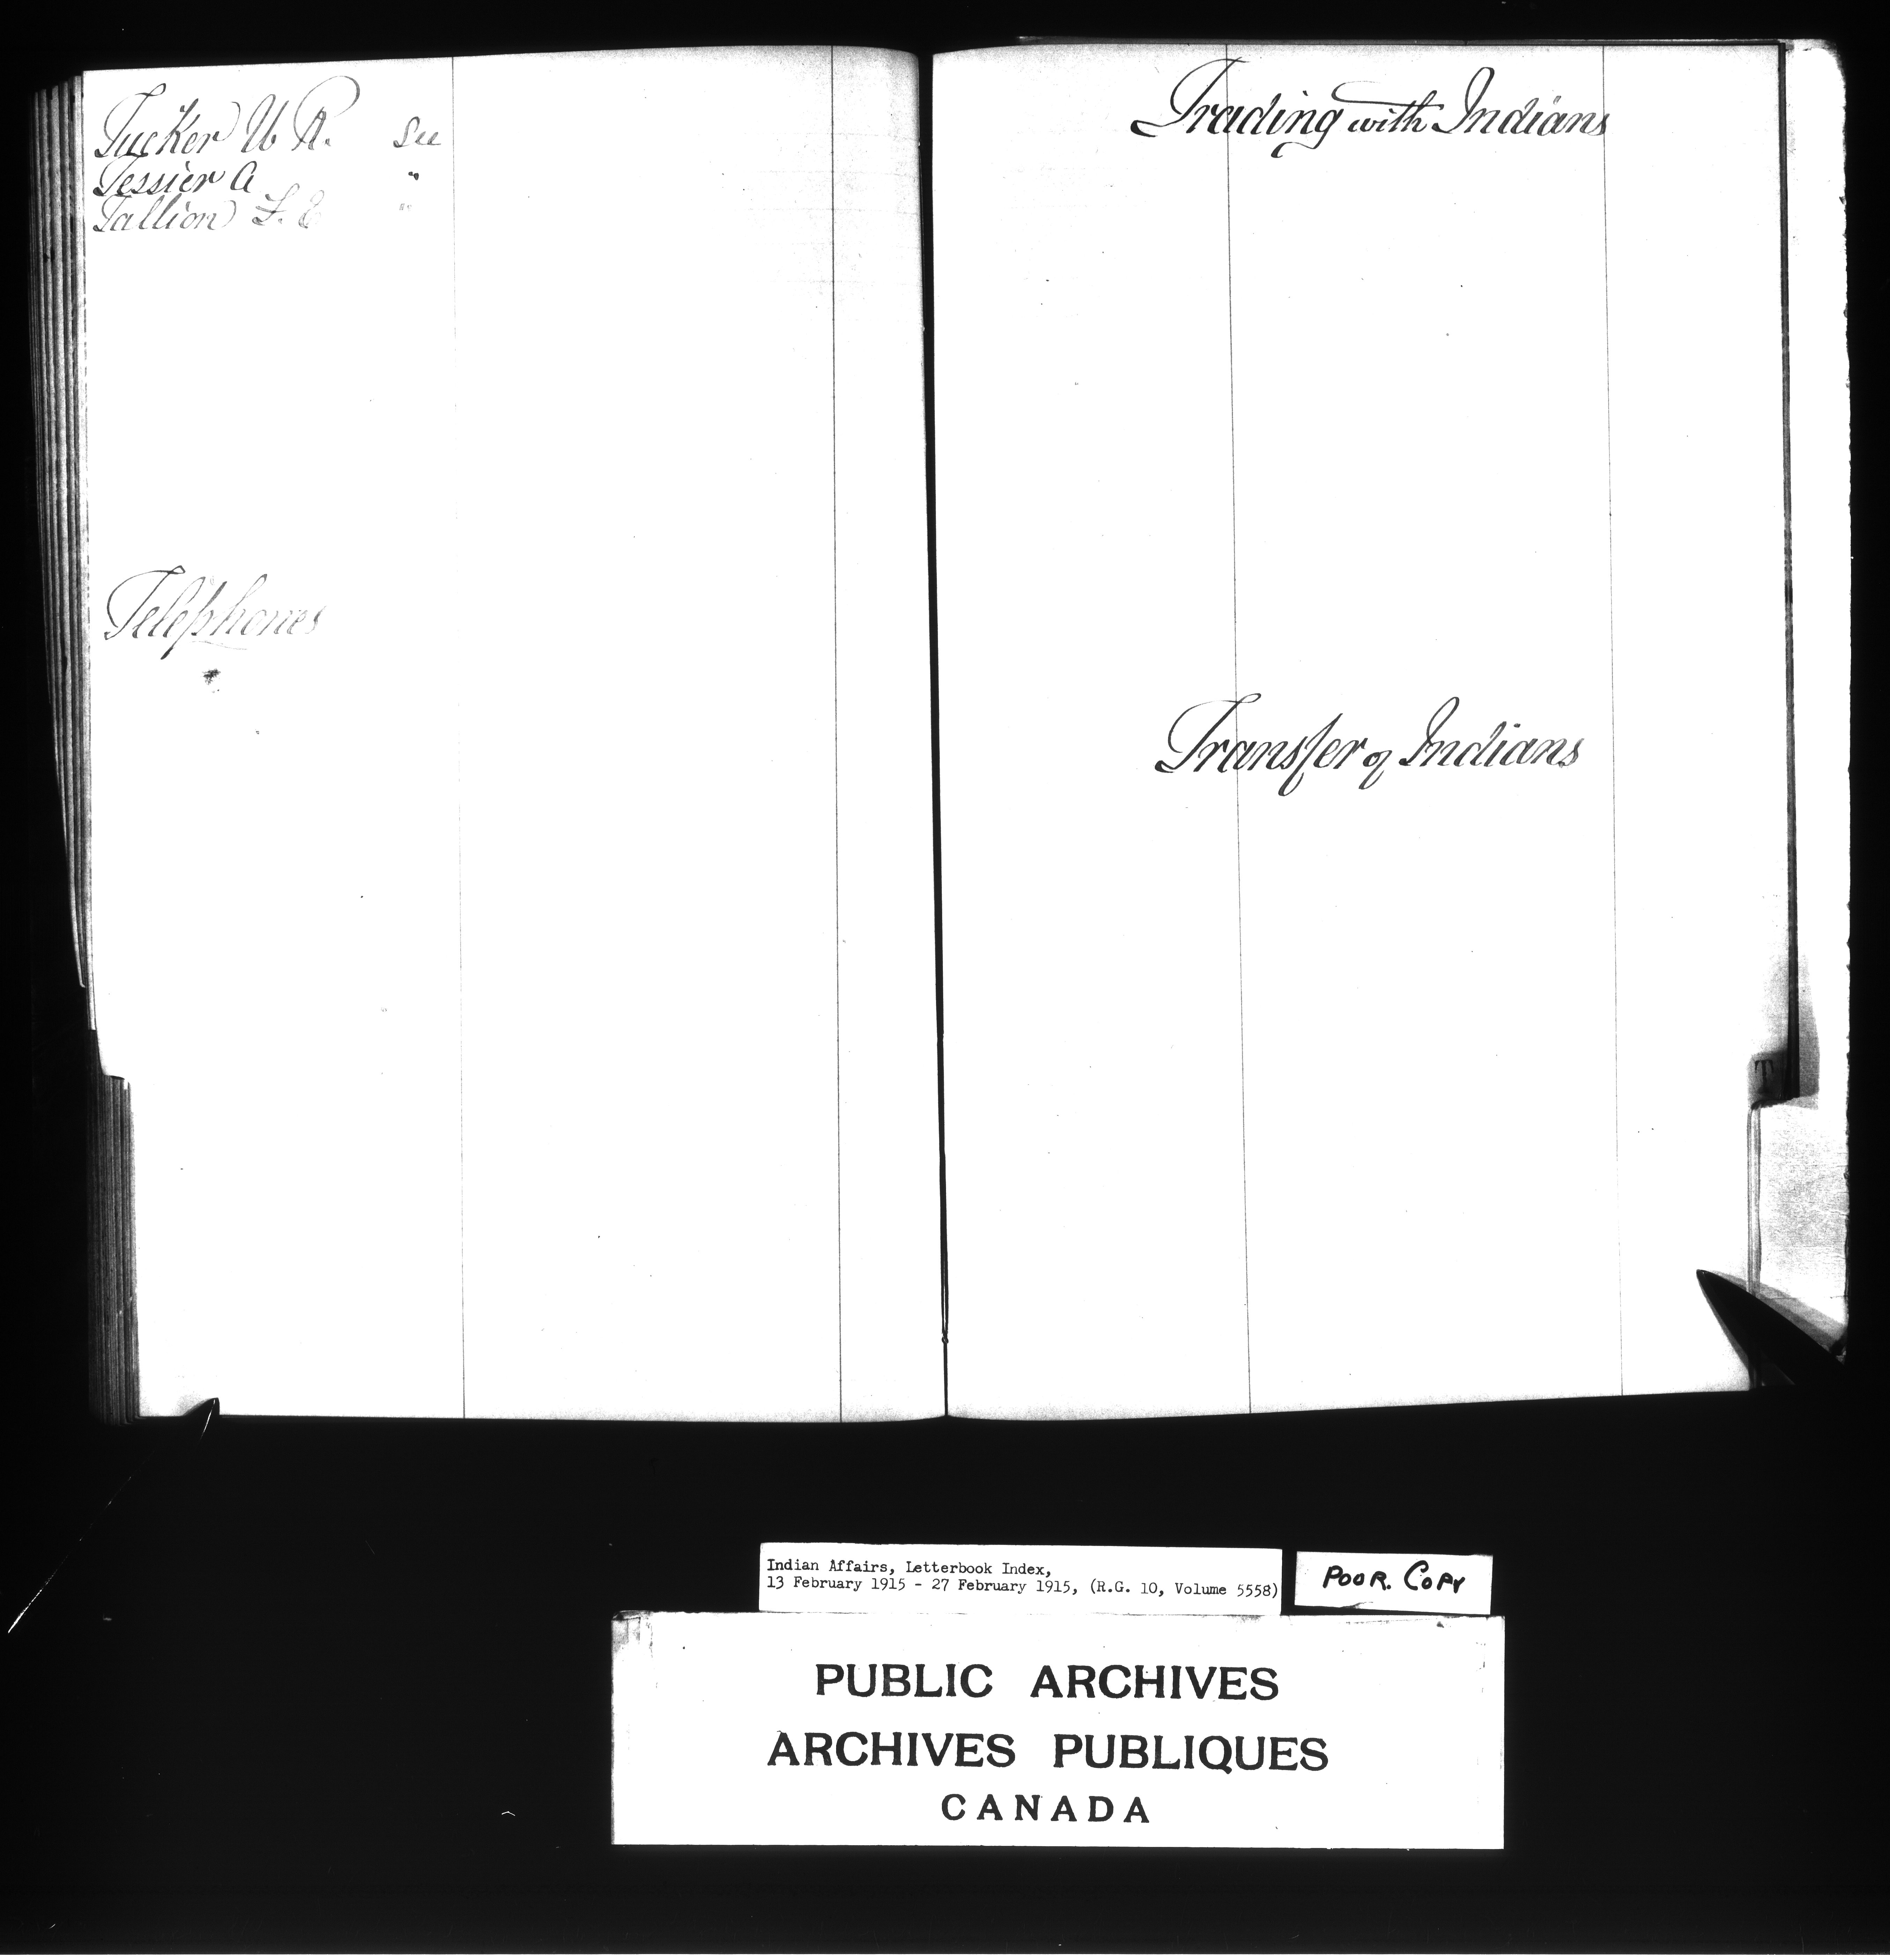 Tucker W R. See
Tessier A "
Tallion L. E "
Telephones
Trading with Indians
Transfer of Indians
T
Indian Affairs, Letterbook Index,
13 February 1915 - 27 February 1915, (R.G. 10, Volume 5558)
POOR. COPY
PUBLIC ARCHIVES
ARCHIVES PUBLIQUES
CANADA